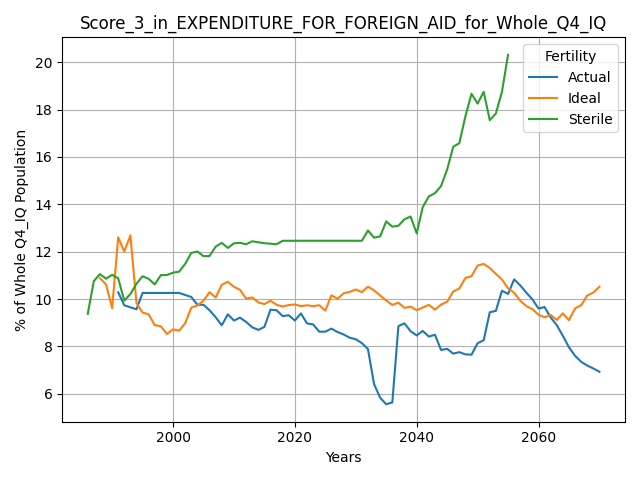 Score_3_in_EXPENDITURE_FOR_FOREIGN_AID_for_Whole_Q4_IQ
Fertility
Actual
Ideal
Sterile
% of Whole Q4_IQ Population
20
18
16
14
12
10
8
6
2000
2020
2040
2060
Years